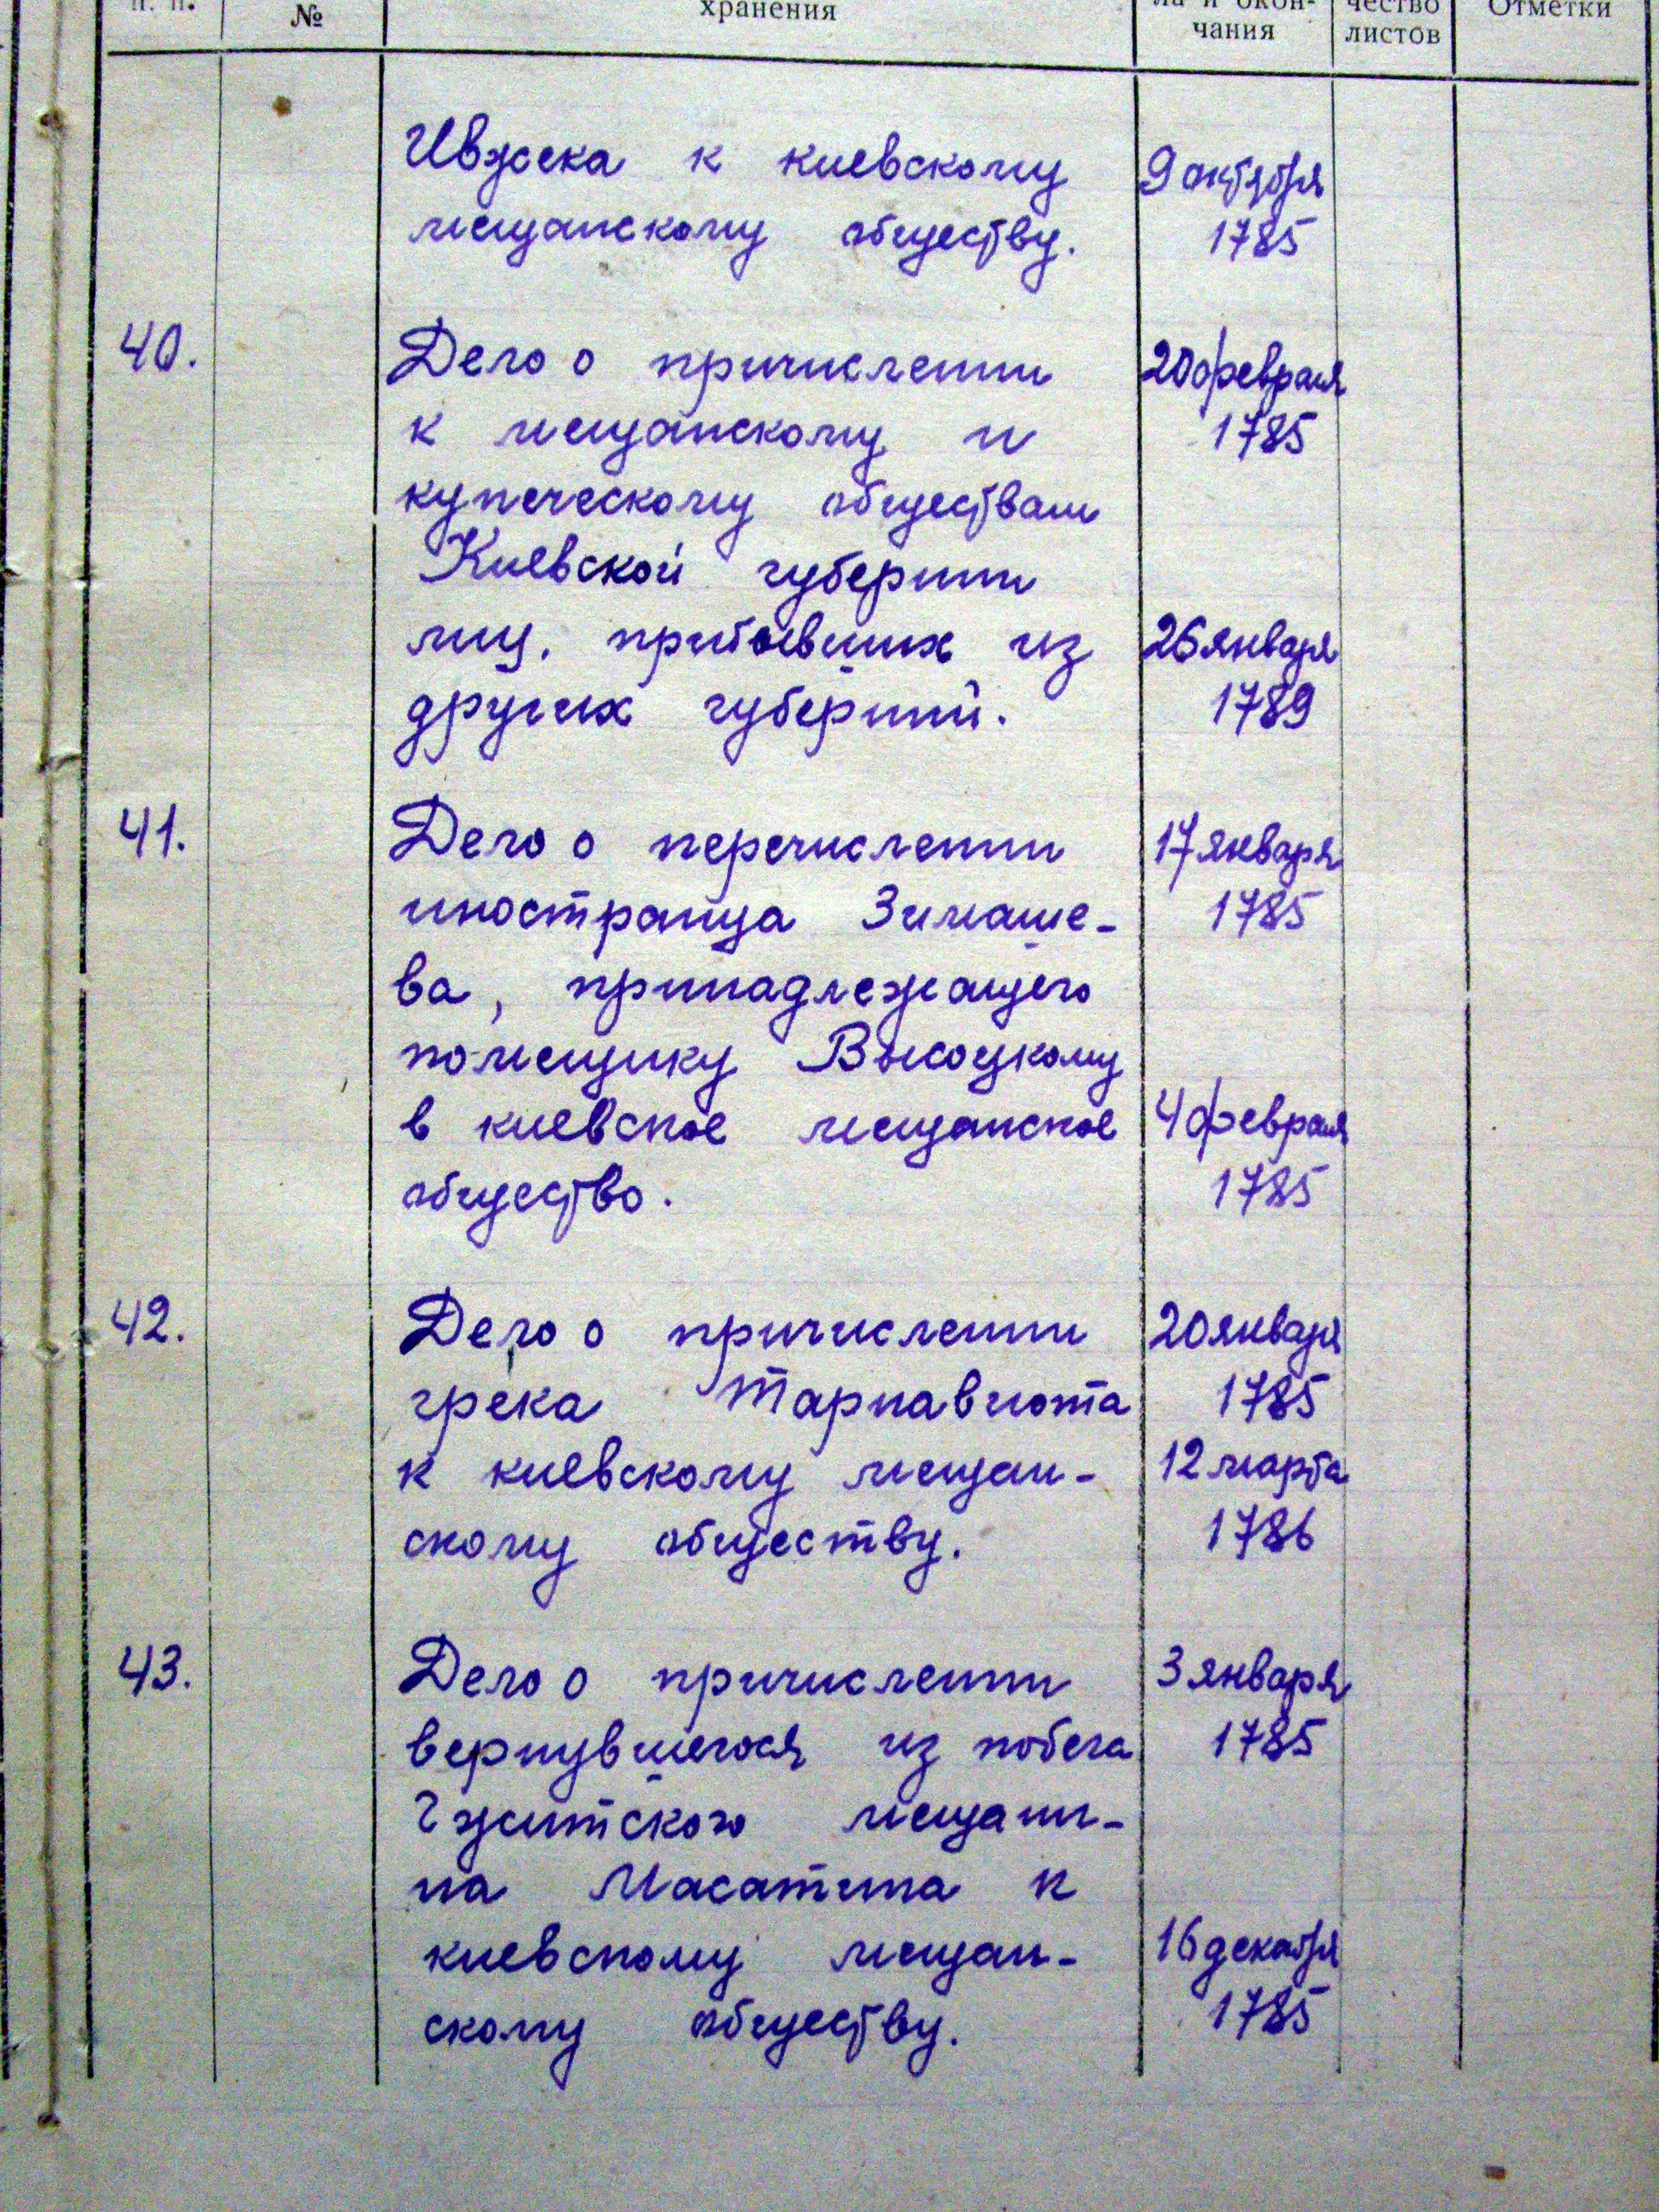 п. п.
№
хранения
ла и окон-
чания
чество
листов
Отметки
Ивжека к киевскому
мещанскому обществу.
9 октября
1785
40.
Дело о причислении
к мещанскому и
купеческому обществам
Киевской губернии
лиц, прибывших из
других губерний.
20 февраля
1785
26 января
1789
41.
Дело о перечислении
иностранца Зимаше-
ва, принадлежащего
помещику Высоцкому
в киевское мещанское
общество.
17 января
1785
4 февраля
1785
42.
Дело о причислении
грека Тарнавиота
к киевскому мещан-
скому обществу.
20 января
1785
12 марта
1786
43.
Дело о причислении
вернувшегося из побега
Гжитского мещани-
на Масатина к
киевскому мещан-
скому обществу.
3 января
1785
16 декабря
1785